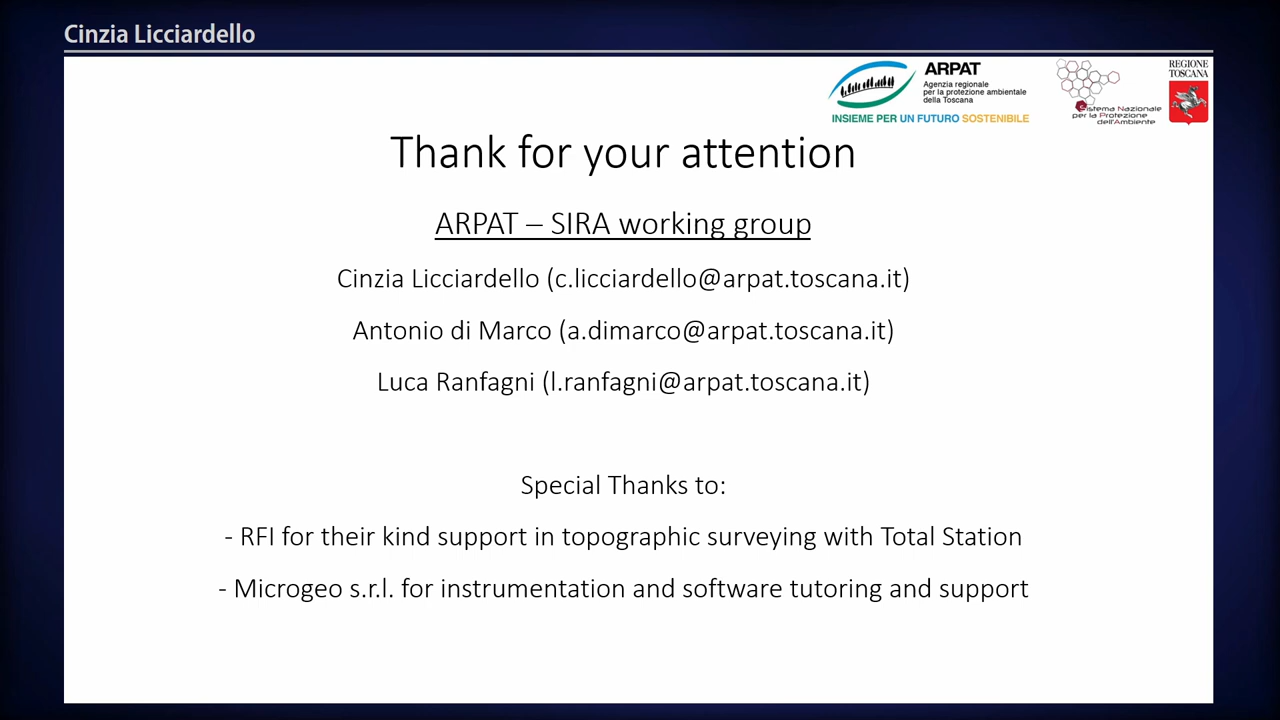 Cinzia Licciardello
ARPAT
Agenzia regionale
per la protezione ambientale
della Toscana
INSIEME PER UN FUTURO SOSTENIBILE
Sistema Nazionale
per la Protezione
dell'Ambiente
REGIONE
TOSCANA
Thank for your attention
ARPAT – SIRA working group
Cinzia Licciardello (c.licciardello@arpat.toscana.it)
Antonio di Marco (a.dimarco@arpat.toscana.it)
Luca Ranfagni (l.ranfagni@arpat.toscana.it)
Special Thanks to:
- RFI for their kind support in topographic surveying with Total Station
- Microgeo s.r.l. for instrumentation and software tutoring and support